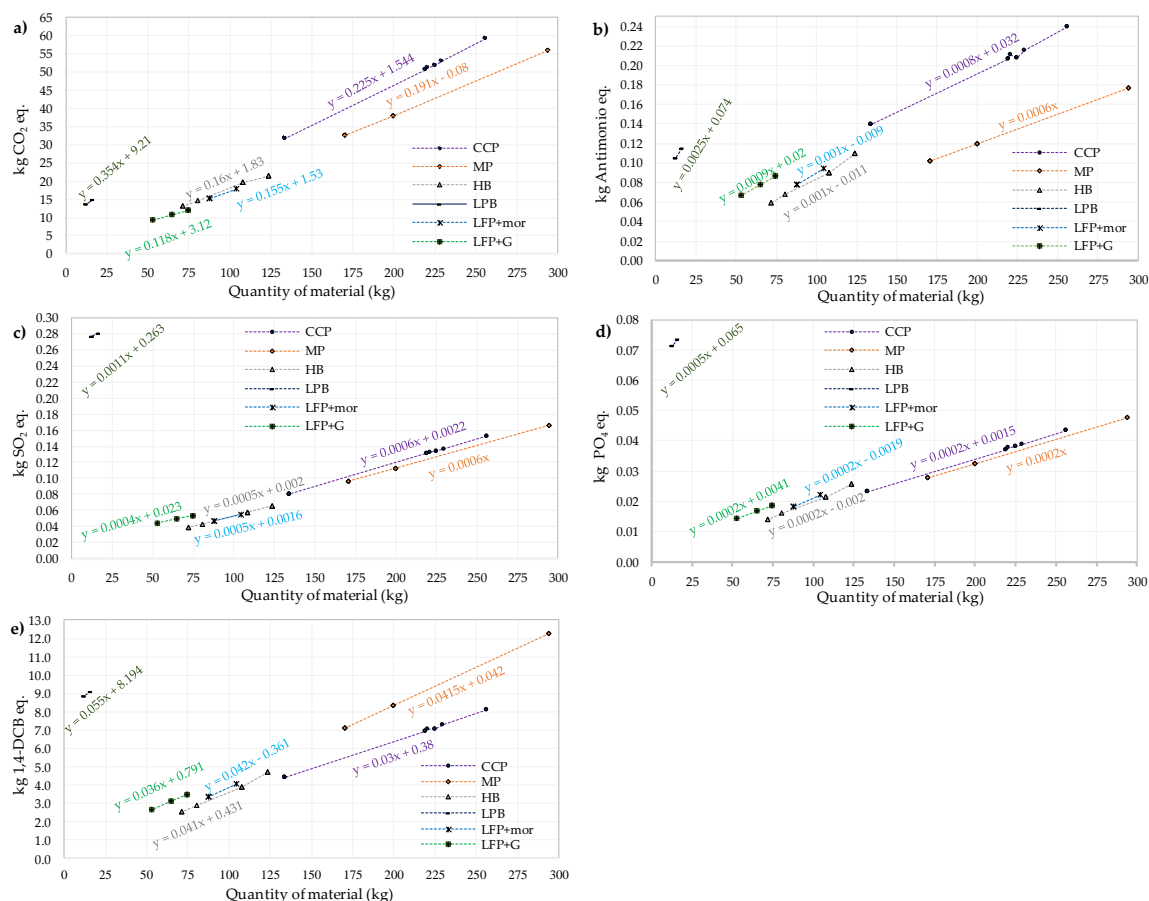 a)
kg CO2 eq.
65
60
55
50
45
40
35
30
25
20
15
10
5
0
0 25 50 75 100 125 150 175 200 225 250 275 300
Quantity of material (kg)
y = 0.225x + 1.544
y = 0.191x - 0.08
y = 0.354x + 9.21
y = 0.16x + 1.83
y = 0.155x + 1.53
y = 0.118x + 3.12
CCP
MP
HB
LPB
LFP+mor
LFP+G
b)
kg Antimonio eq.
0.24
0.22
0.20
0.18
0.16
0.14
0.12
0.10
0.08
0.06
0.04
0.02
0.00
0 25 50 75 100 125 150 175 200 225 250 275 300
Quantity of material (kg)
y = 0.0008x + 0.032
y = 0.0006x
y = 0.0025x + 0.074
y = 0.001x - 0.009
y = 0.0009x + 0.02
y = 0.001x - 0.011
CCP
MP
HB
LPB
LFP+mor
LFP+G
c)
kg SO2 eq.
0.30
0.28
0.26
0.24
0.22
0.20
0.18
0.16
0.14
0.12
0.10
0.08
0.06
0.04
0.02
0.00
0 25 50 75 100 125 150 175 200 225 250 275 300
Quantity of material (kg)
y = 0.0011x + 0.263
y = 0.0006x + 0.0022
y = 0.0006x
y = 0.0005x + 0.002
y = 0.0004x + 0.023
y = 0.0005x + 0.0016
CCP
MP
HB
LPB
LFP+mor
LFP+G
d)
kg PO4 eq.
0.08
0.07
0.06
0.05
0.04
0.03
0.02
0.01
0.00
0 25 50 75 100 125 150 175 200 225 250 275 300
Quantity of material (kg)
y = 0.0005x + 0.065
y = 0.0002x + 0.0015
y = 0.0002x - 0.0019
y = 0.0002x
y = 0.0002x + 0.0041
y = 0.0002x - 0.002
CCP
MP
HB
LPB
LFP+mor
LFP+G
e)
kg 1,4-DCB eq.
13.0
12.0
11.0
10.0
9.0
8.0
7.0
6.0
5.0
4.0
3.0
2.0
1.0
0.0
0 25 50 75 100 125 150 175 200 225 250 275 300
Quantity of material (kg)
y = 0.055x + 8.194
y = 0.0415x + 0.042
y = 0.042x - 0.361
y = 0.03x + 0.38
y = 0.036x + 0.791
y = 0.041x + 0.431
CCP
MP
HB
LPB
LFP+mor
LFP+G